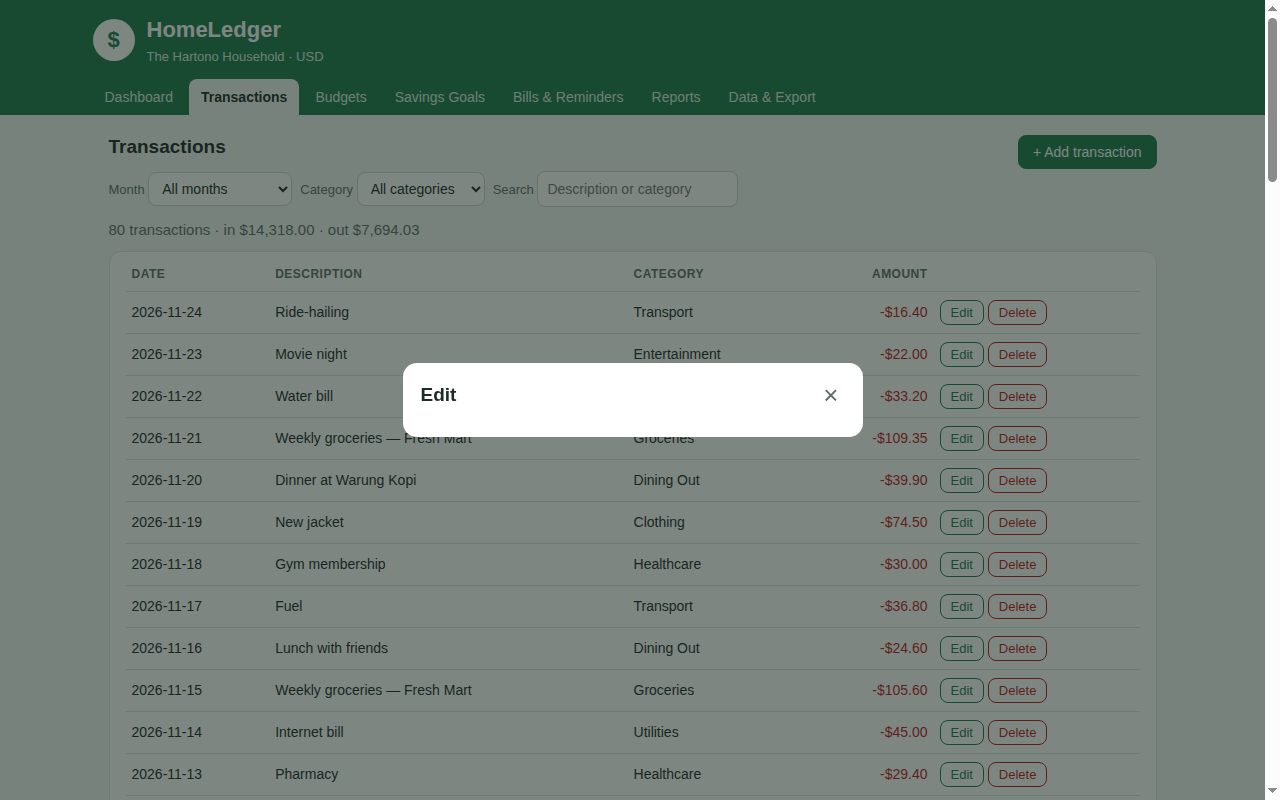 $ HomeLedger
The Hartono Household · USD
Dashboard Transactions Budgets Savings Goals Bills & Reminders Reports Data & Export
Transactions + Add transaction
Month All months Category All categories Search Description or category
80 transactions · in $14,318.00 · out $7,694.03
DATE DESCRIPTION CATEGORY AMOUNT
2026-11-24 Ride-hailing Transport -$16.40 Edit Delete
2026-11-23 Movie night Entertainment -$22.00 Edit Delete
Edit ×
2026-11-22 Water bill -$33.20 Edit Delete
2026-11-21 Weekly groceries — Fresh Mart Groceries -$109.35 Edit Delete
2026-11-20 Dinner at Warung Kopi Dining Out -$39.90 Edit Delete
2026-11-19 New jacket Clothing -$74.50 Edit Delete
2026-11-18 Gym membership Healthcare -$30.00 Edit Delete
2026-11-17 Fuel Transport -$36.80 Edit Delete
2026-11-16 Lunch with friends Dining Out -$24.60 Edit Delete
2026-11-15 Weekly groceries — Fresh Mart Groceries -$105.60 Edit Delete
2026-11-14 Internet bill Utilities -$45.00 Edit Delete
2026-11-13 Pharmacy Healthcare -$29.40 Edit Delete